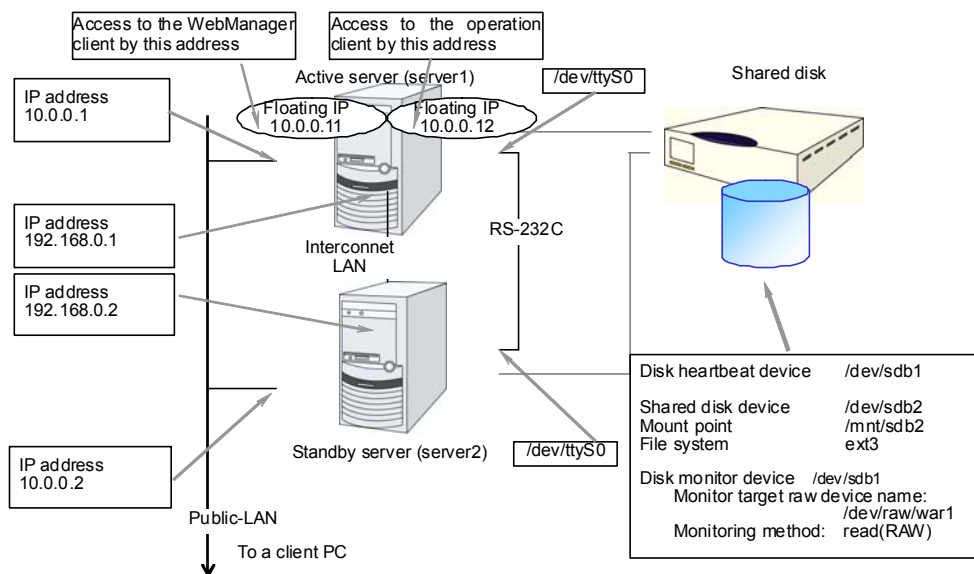 Access to the WebManager
client by this address
Access to the operation
client by this address
Active server (server1)
/dev/ttyS0
Shared disk
IP address
10.0.0.1
Floating IP
10.0.0.11
Floating IP
10.0.0.12
IP address
192.168.0.1
RS-232C
Interconnet
LAN
IP address
192.168.0.2
Disk heartbeat device /dev/sdb1
Shared disk device /dev/sdb2
Mount point /mnt/sdb2
File system ext3
Disk monitor device /dev/sdb1
Monitor target raw device name:
/dev/raw/war1
Monitoring method: read(RAW)
Standby server (server2)
/dev/ttyS0
IP address
10.0.0.2
Public-LAN
To a client PC